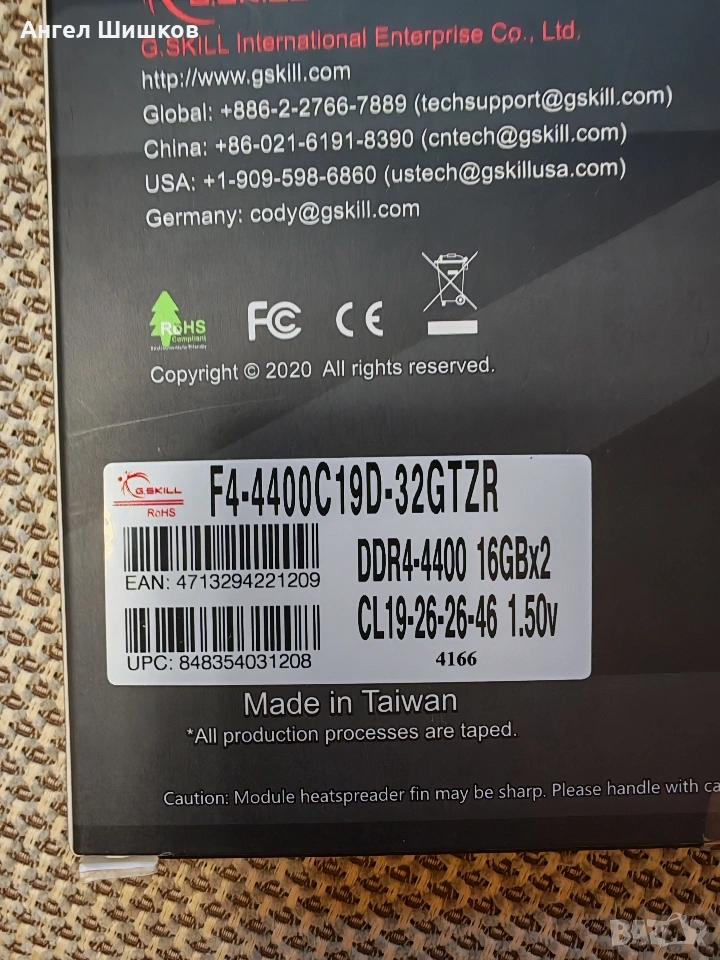 Ангел Шишков
G.SKILL
G.SKILL International Enterprise Co., Ltd.
http://www.gskill.com
Global: +886-2-2766-7889 (techsupport@gskill.com)
China: +86-021-6191-8390 (cntech@gskill.com)
USA: +1-909-598-6860 (ustech@gskillusa.com)
Germany: cody@gskill.com
RoHS
Compliant
FC CE
Copyright © 2020 All rights reserved.
G.SKILL
RoHS
F4-4400C19D-32GTZR
EAN: 4713294221209
DDR4-4400 16GBx2
CL19-26-26-46 1.50v
UPC: 848354031208
4166
Made in Taiwan
*All production processes are taped.
Caution: Module heatspreader fin may be sharp. Please handle with ca